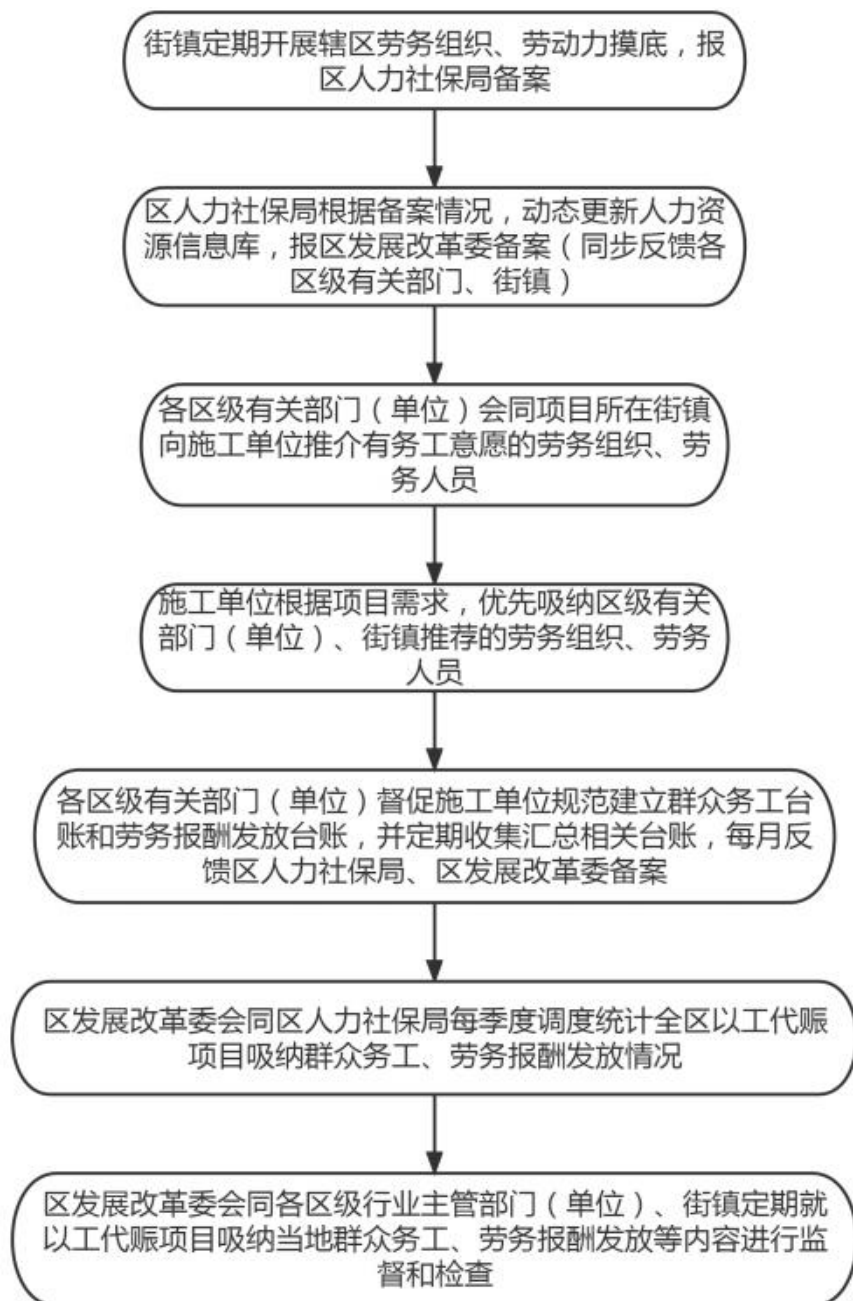 街镇定期开展辖区劳务组织、劳动力摸底，报
区人力社保局备案
区人力社保局根据备案情况，动态更新人力资
源信息库，报区发展改革委备案（同步反馈各
区级有关部门、街镇）
各区级有关部门（单位）会同项目所在街镇
向施工单位推介有务工意愿的劳务组织、劳
务人员
施工单位根据项目需求，优先吸纳区级有关
部门（单位）、街镇推荐的劳务组织、劳务
人员
各区级有关部门（单位）督促施工单位规范建立群众务工台
账和劳务报酬发放台账，并定期收集汇总相关台账，每月反
馈区人力社保局、区发展改革委备案
区发展改革委会同区人力社保局每季度调度统计全区以工代赈
项目吸纳群众务工、劳务报酬发放情况
区发展改革委会同各区级行业主管部门（单位）、街镇定期就
以工代赈项目吸纳当地群众务工、劳务报酬发放等内容进行监
督和检查